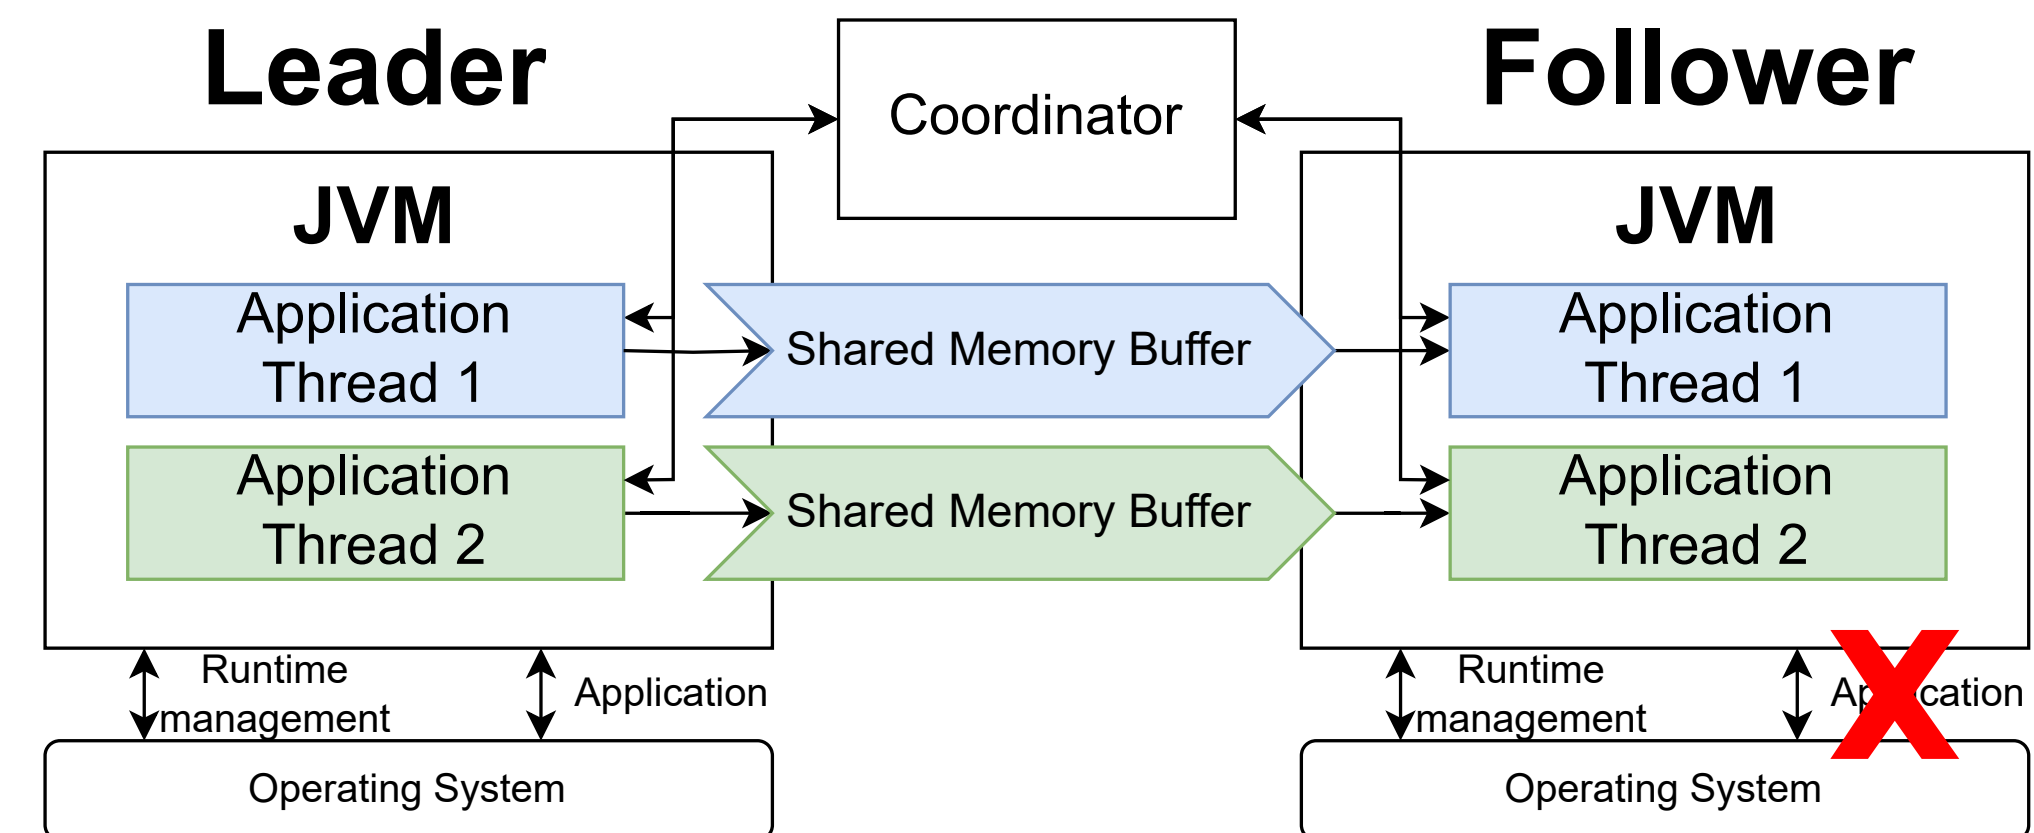 Leader
Coordinator
Follower
JVM
JVM
Application
Thread 1
Shared Memory Buffer
Application
Thread 1
Application
Thread 2
Shared Memory Buffer
Application
Thread 2
Runtime
management
Application
Runtime
management
Application
X
Operating System
Operating System